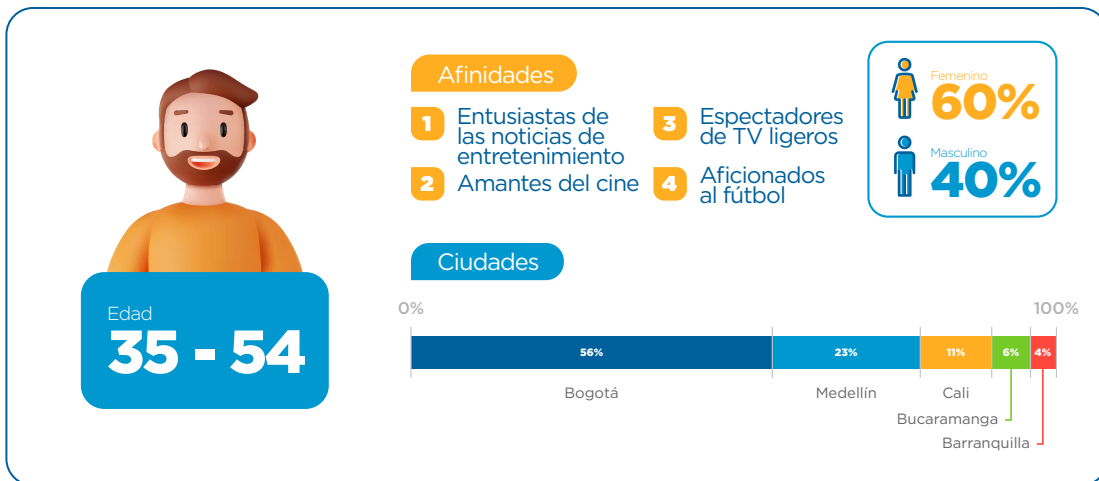 Afinidades
1
Entusiastas de
las noticias de
entretenimiento
2
Amantes del cine
3
Espectadores
de TV ligeros
4
Aficionados
al fútbol
Femenino
60%
Masculino
40%
Edad
35 - 54
Ciudades
0%
100%
56%
23%
11%
6%
4%
Bogotá
Medellín
Cali
Bucaramanga
Barranquilla